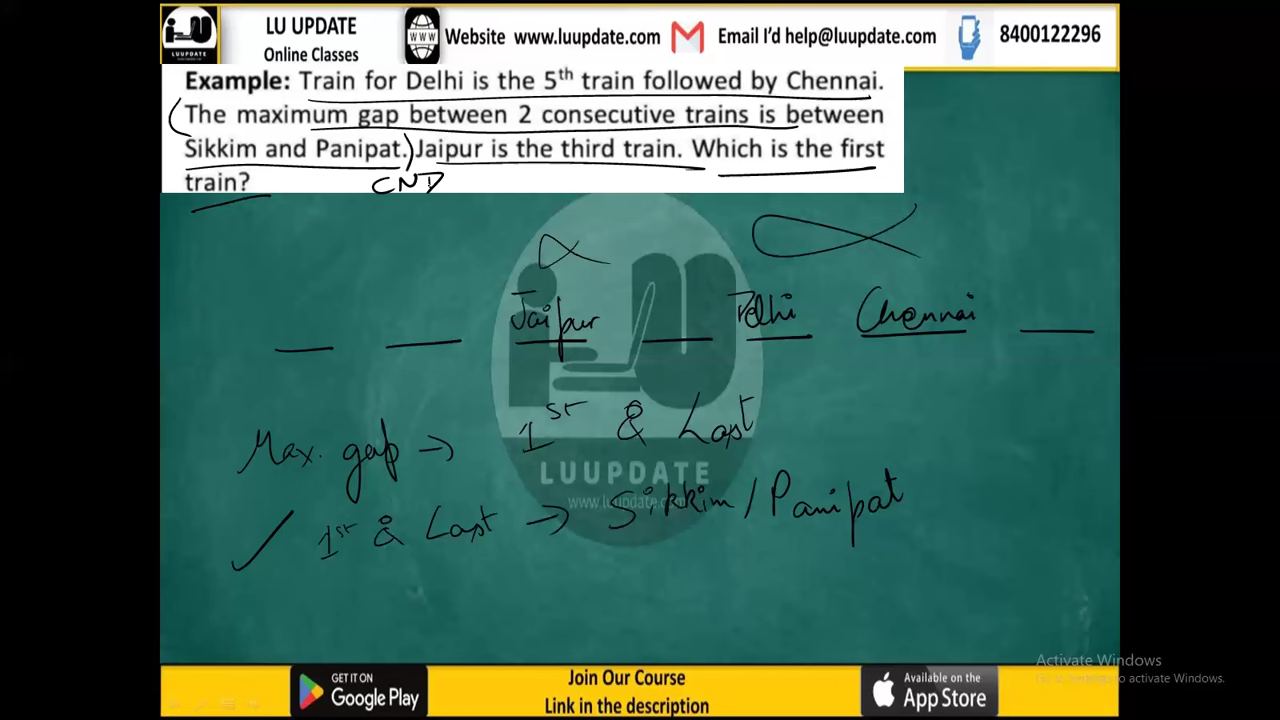 LU UPDATE
Online Classes
LUUPDATE
WWW
Website www.luupdate.com
Email I'd help@luupdate.com
8400122296
Example: Train for Delhi is the 5th train followed by Chennai.
The maximum gap between 2 consecutive trains is between
Sikkim and Panipat. Jaipur is the third train. Which is the first
train?
CND
Jaipur Delhi Chennai
Max. gap → 1st & Last
LUUPDATE
www.luupdate.com
1st & Last → Sikkim/Panipat
Activate Windows
GET IT ON
Google Play
Join Our Course
Link in the description
Available on the
App Store